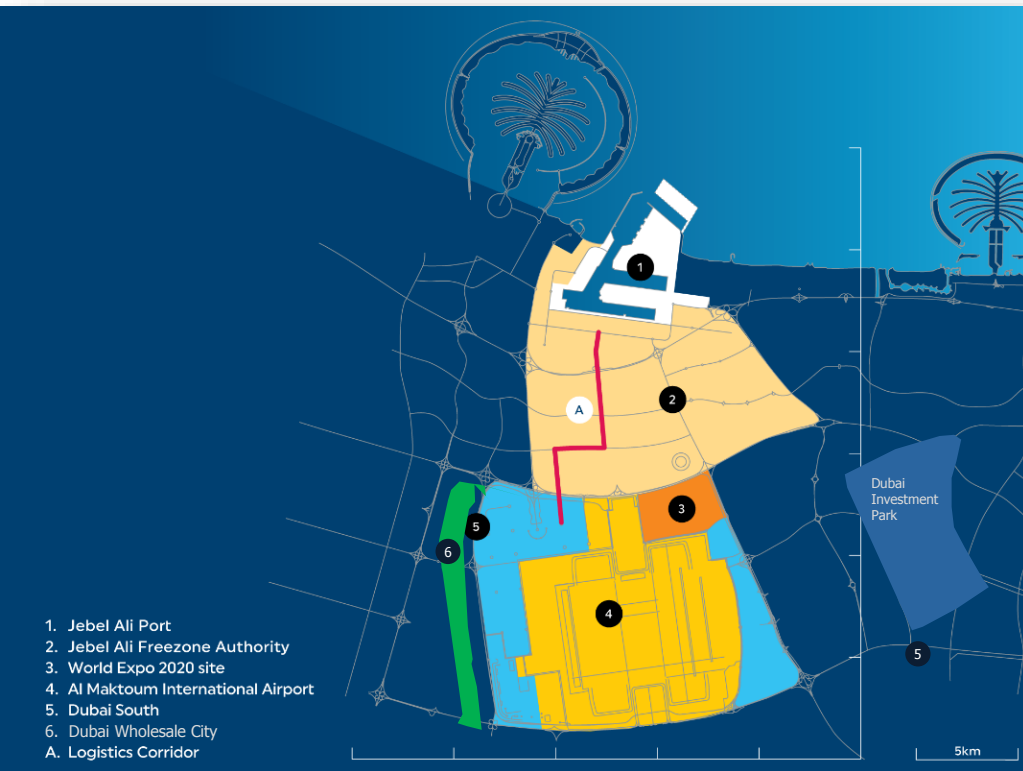 1
A
2
Dubai
Investment
Park
3
5
6
4
5
1. Jebel Ali Port
2. Jebel Ali Freezone Authority
3. World Expo 2020 site
4. Al Maktoum International Airport
5. Dubai South
6. Dubai Wholesale City
A. Logistics Corridor
5km